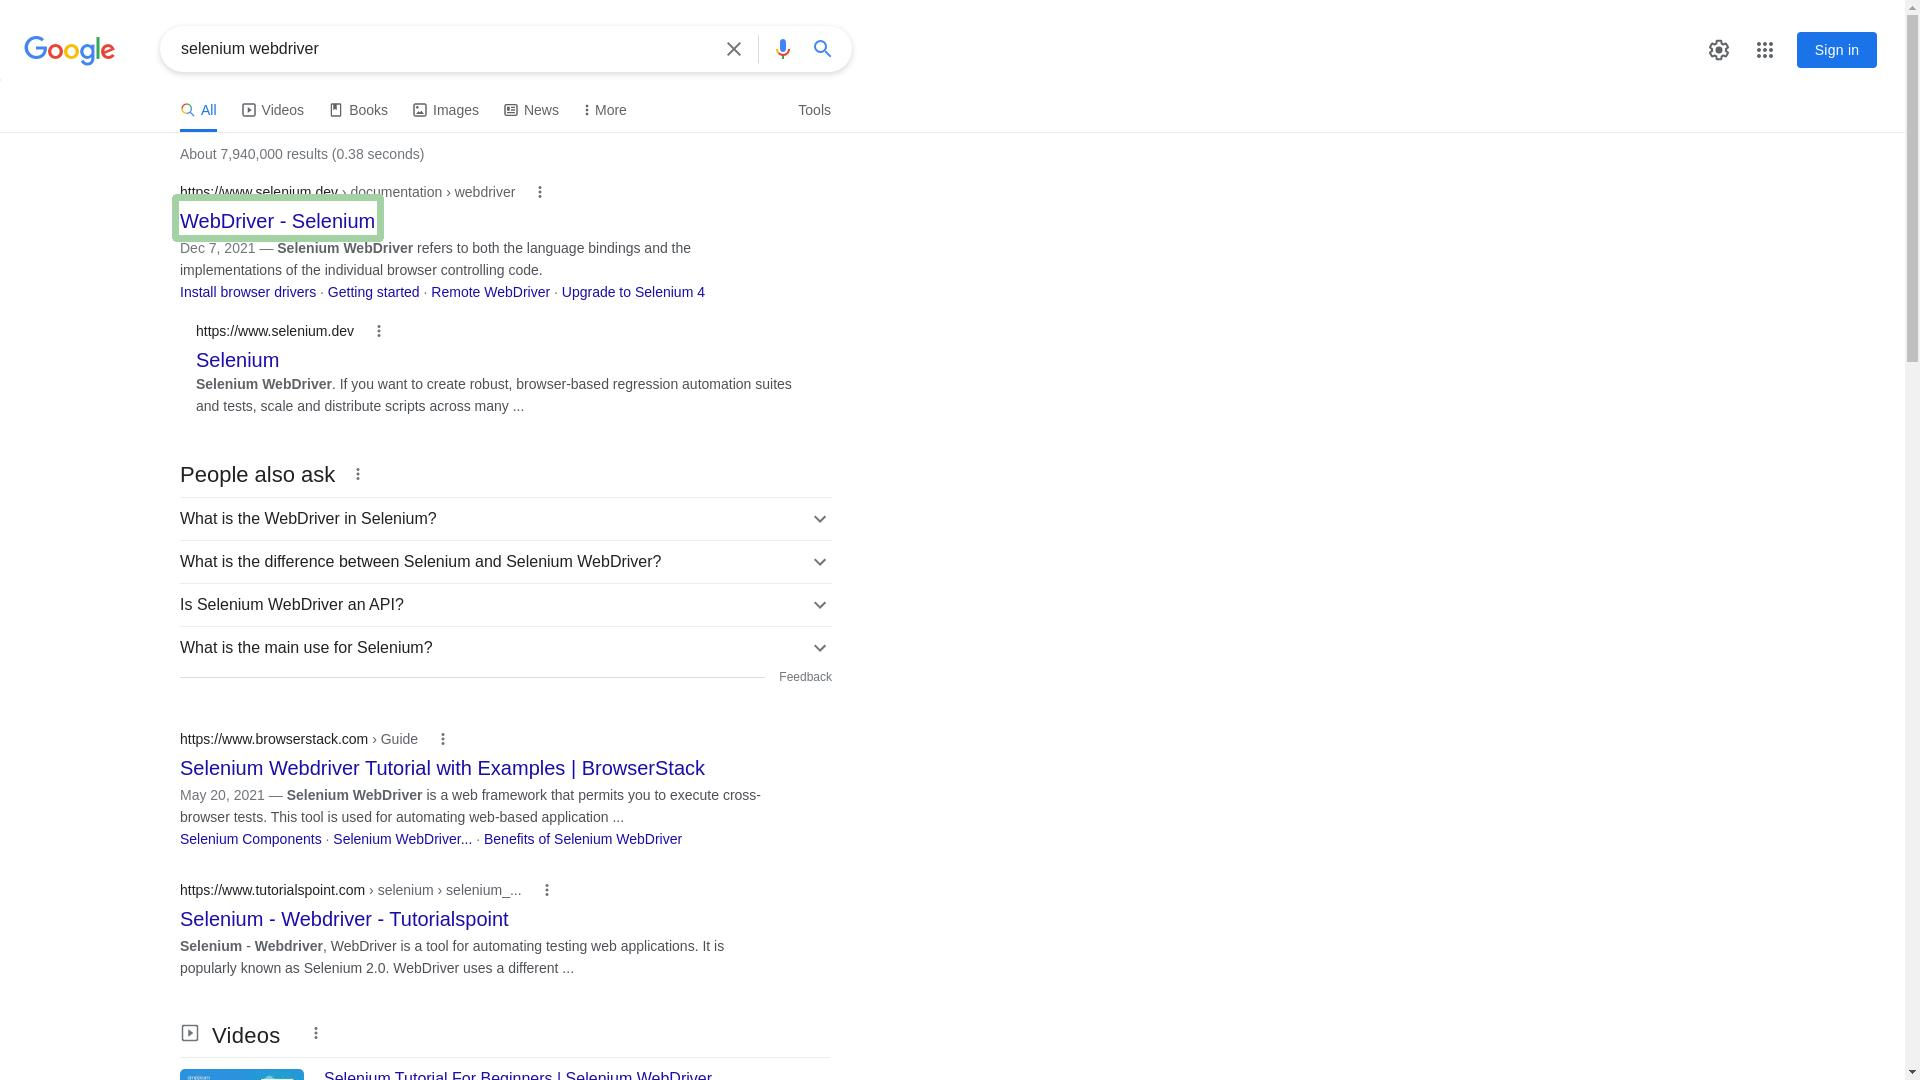 Google
selenium webdriver
Sign in
All
Videos
Books
Images
News
More
Tools
About 7,940,000 results (0.38 seconds)
https://www.selenium.dev › documentation › webdriver
WebDriver - Selenium
Dec 7, 2021 — Selenium WebDriver refers to both the language bindings and the
implementations of the individual browser controlling code.
Install browser drivers · Getting started · Remote WebDriver · Upgrade to Selenium 4
https://www.selenium.dev
Selenium
Selenium WebDriver. If you want to create robust, browser-based regression automation suites
and tests, scale and distribute scripts across many ...
People also ask
What is the WebDriver in Selenium?
What is the difference between Selenium and Selenium WebDriver?
Is Selenium WebDriver an API?
What is the main use for Selenium?
Feedback
https://www.browserstack.com › Guide
Selenium Webdriver Tutorial with Examples | BrowserStack
May 20, 2021 — Selenium WebDriver is a web framework that permits you to execute cross-
browser tests. This tool is used for automating web-based application ...
Selenium Components · Selenium WebDriver... · Benefits of Selenium WebDriver
https://www.tutorialspoint.com › selenium › selenium_...
Selenium - Webdriver - Tutorialspoint
Selenium - Webdriver, WebDriver is a tool for automating testing web applications. It is
popularly known as Selenium 2.0. WebDriver uses a different ...
Videos
Selenium Tutorial For Beginners | Selenium WebDriver